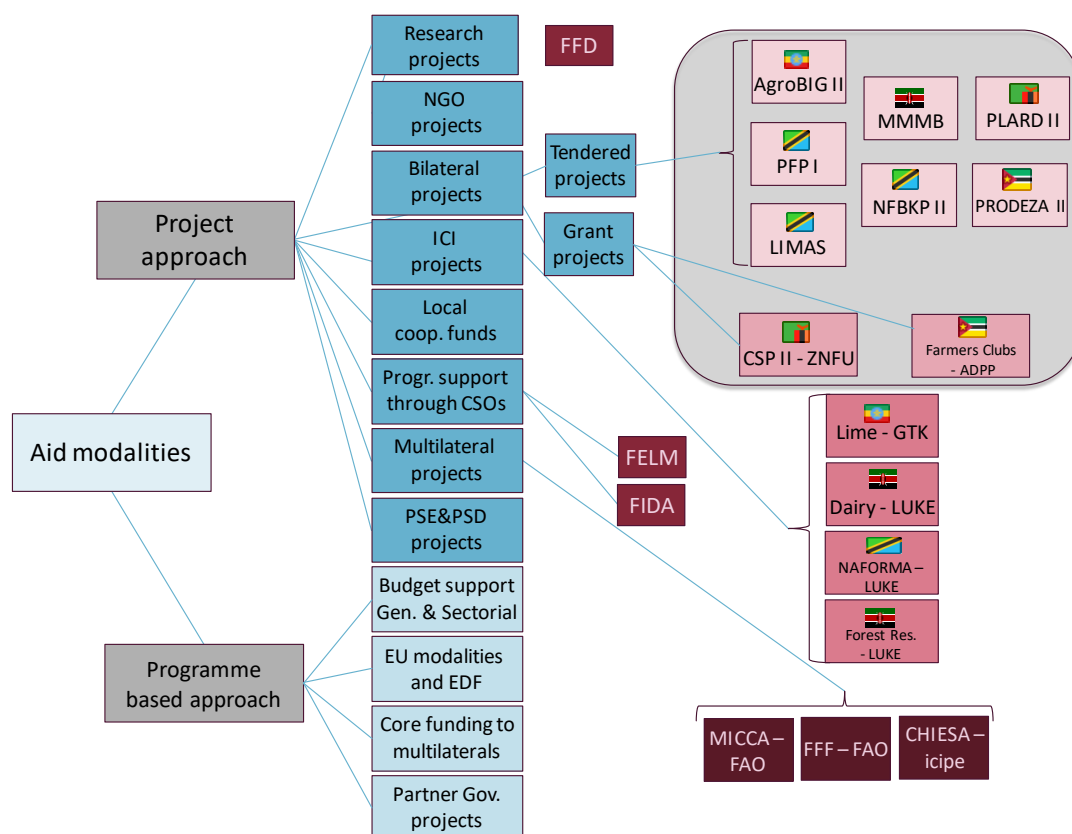 Research
projects
FFD
NGO
projects
Bilateral
projects
Tendered
projects
Grant
projects
ICI
projects
Local
coop. funds
Progr. support
through CSOs
Multilateral
projects
PSE&PSD
projects
Project
approach
Aid modalities
Programme
based approach
Budget support
Gen. & Sectorial
EU modalities
and EDF
Core funding to
multilaterals
Partner Gov.
projects
AgroBIG II
MMMB
PLARD II
PFP I
NFBKP II
PRODEZA II
LIMAS
CSP II - ZNFU
Farmers Clubs
- ADPP
FELM
FIDA
Lime - GTK
Dairy - LUKE
NAFORMA –
LUKE
Forest Res.
- LUKE
MICCA –
FAO
FFF – FAO
CHIESA –
icipe